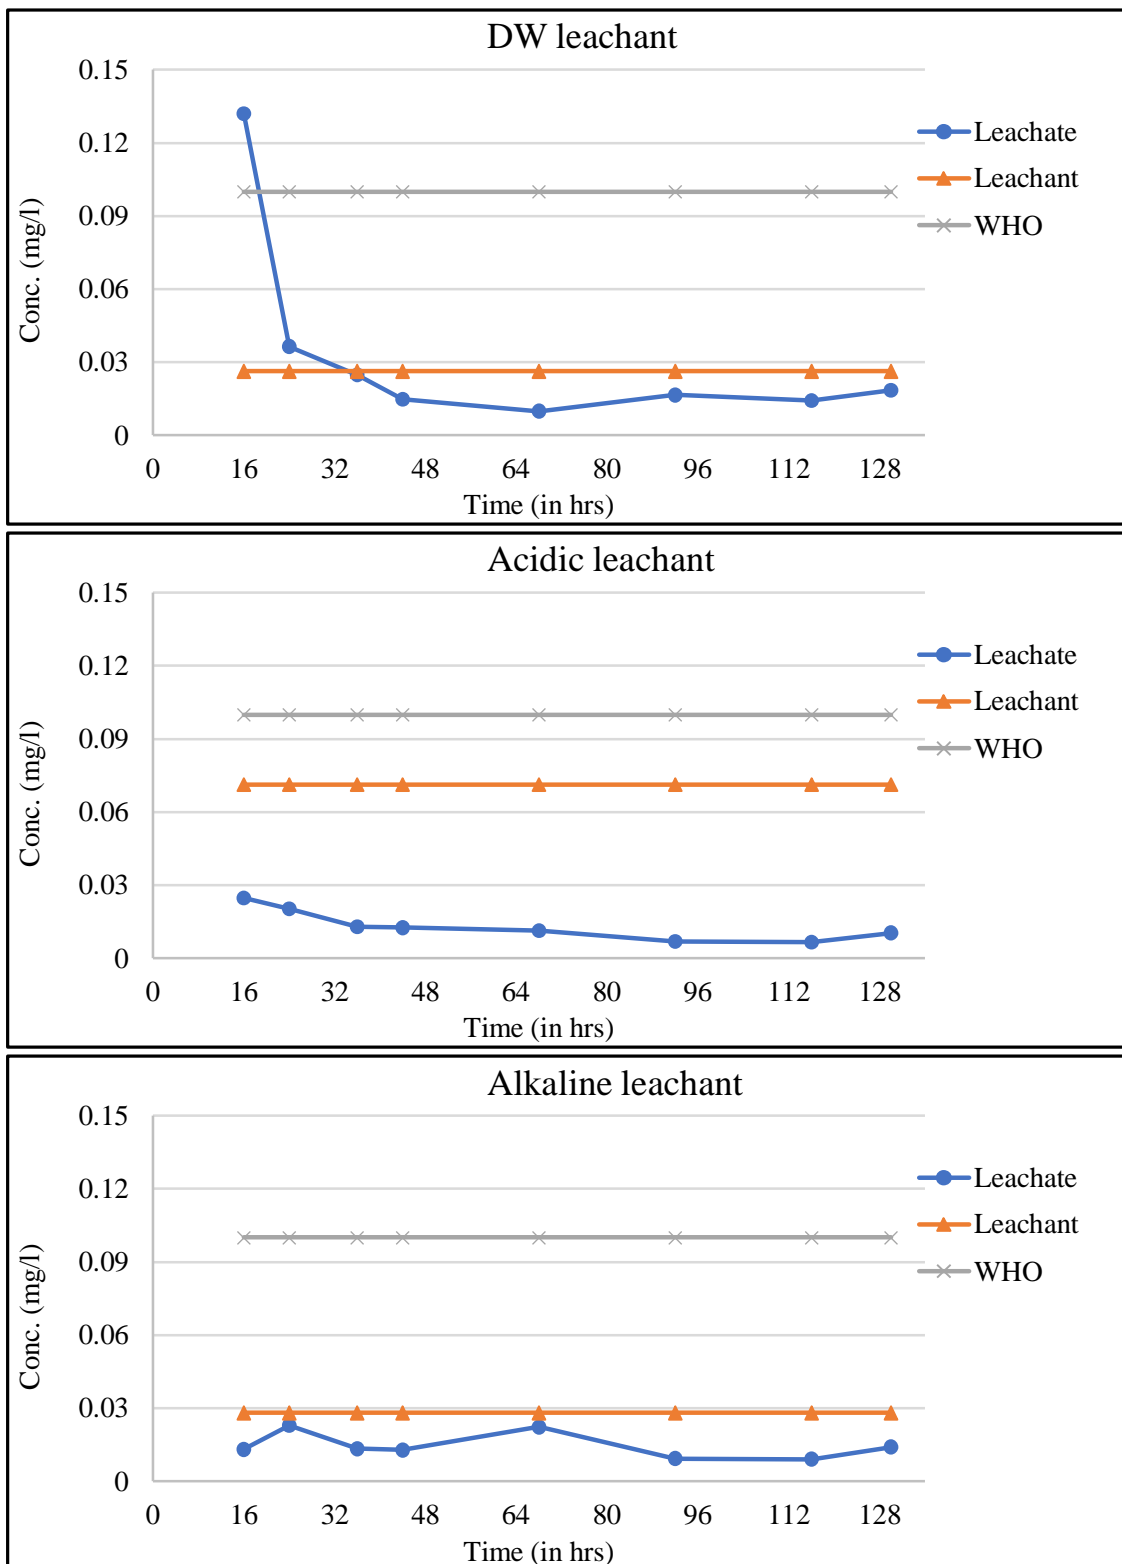 DW leachant
0.15
0.12
0.09
0.06
0.03
0
Conc. (mg/l)
0 16 32 48 64 80 96 112 128
Time (in hrs)
Leachate
Leachant
WHO
Acidic leachant
0.15
0.12
0.09
0.06
0.03
0
Conc. (mg/l)
0 16 32 48 64 80 96 112 128
Time (in hrs)
Leachate
Leachant
WHO
Alkaline leachant
0.15
0.12
0.09
0.06
0.03
0
Conc. (mg/l)
0 16 32 48 64 80 96 112 128
Time (in hrs)
Leachate
Leachant
WHO